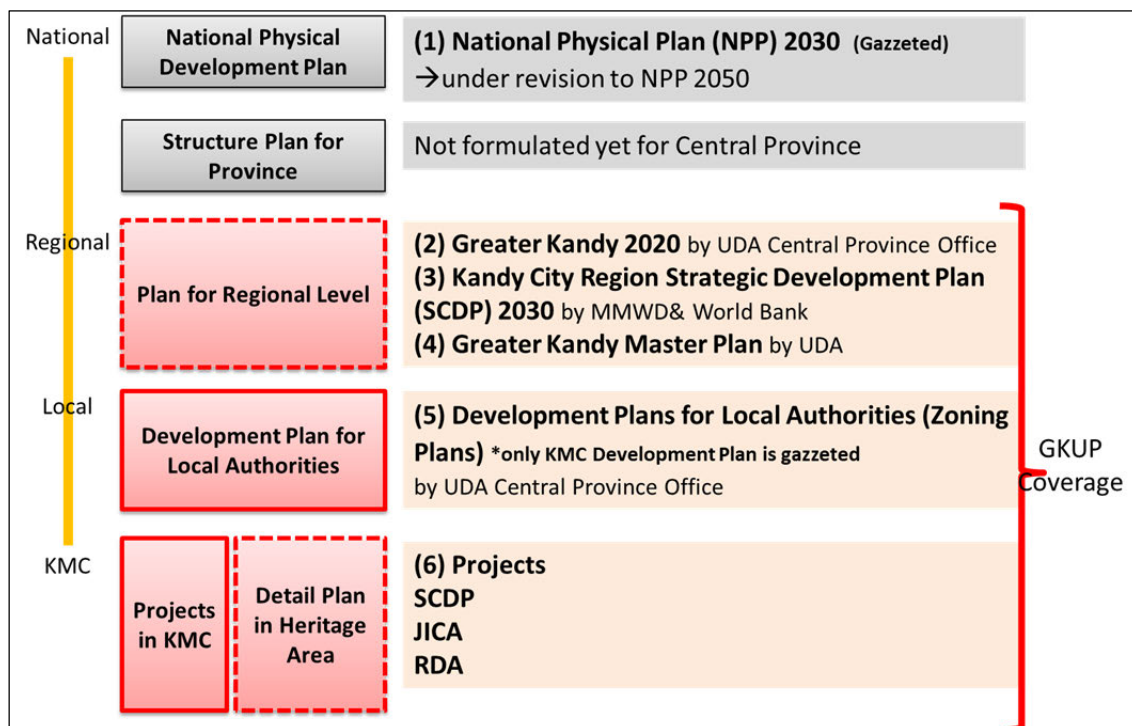 National
National Physical
Development Plan
(1) National Physical Plan (NPP) 2030 (Gazzeted)
→under revision to NPP 2050
Structure Plan for
Province
Not formulated yet for Central Province
Regional
Plan for Regional Level
(2) Greater Kandy 2020 by UDA Central Province Office
(3) Kandy City Region Strategic Development Plan
(SCDP) 2030 by MMWD& World Bank
(4) Greater Kandy Master Plan by UDA
Local
Development Plan for
Local Authorities
(5) Development Plans for Local Authorities (Zoning
Plans) *only KMC Development Plan is gazzeted
by UDA Central Province Office
GKUP
Coverage
KMC
Projects
in KMC
Detail Plan
in Heritage
Area
(6) Projects
SCDP
JICA
RDA